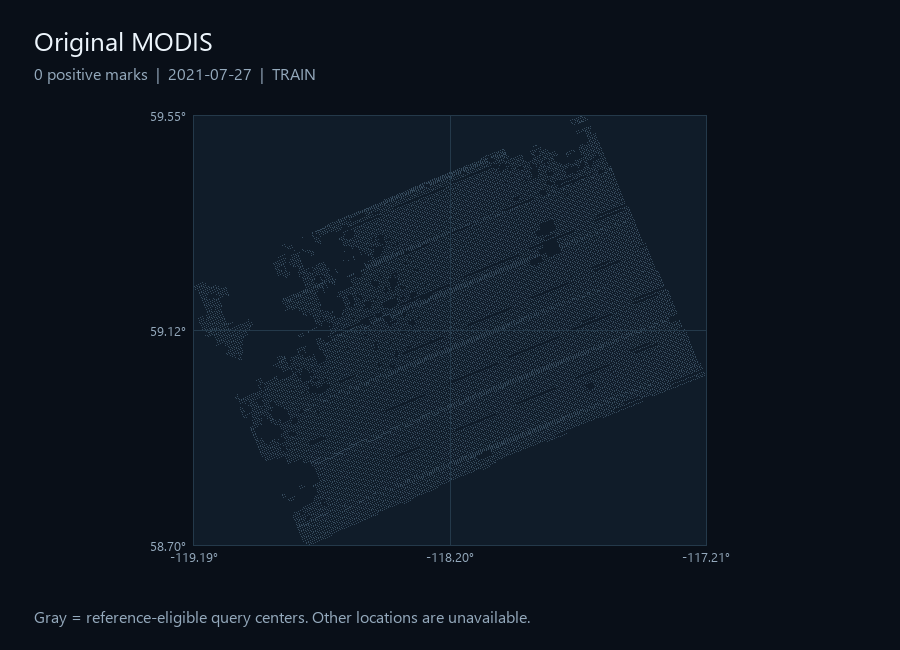 Original MODIS
0 positive marks | 2021-07-27 | TRAIN
59.55°
59.12°
58.70°
-119.19°
-118.20°
-117.21°
Gray = reference-eligible query centers. Other locations are unavailable.